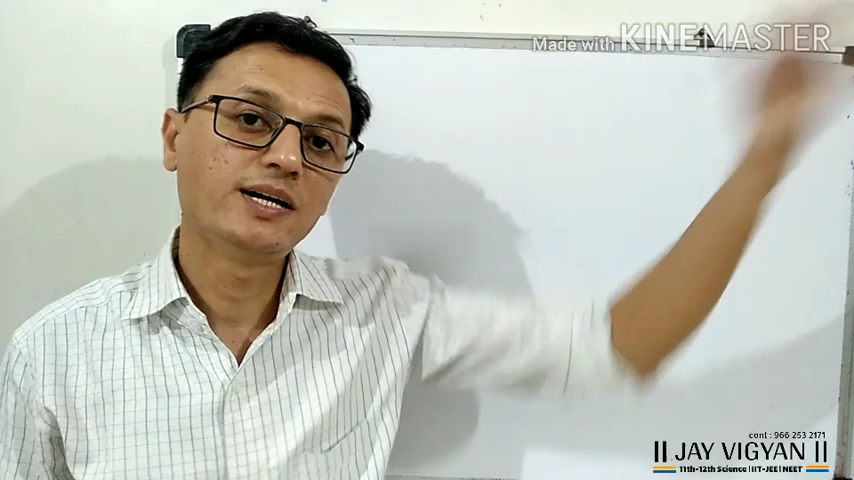 Made with KINEMASTER
cont : 966 253 2171
|| JAY VIGYAN ||
11th-12th Science | IIT-JEE | NEET